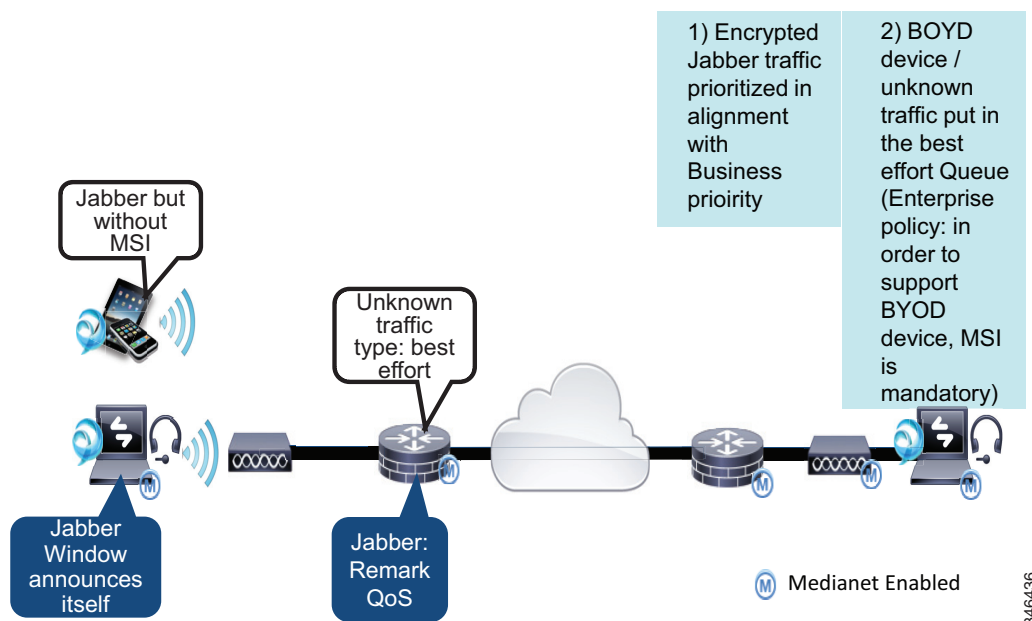 1) Encrypted
Jabber traffic
prioritized in
alignment
with
Business
prioirity
2) BOYD
device /
unknown
traffic put in
the best
effort Queue
(Enterprise
policy: in
order to
support
BYOD
device, MSI
is
mandatory)
Jabber but
without
MSI
Unknown
traffic
type: best
effort
M
M
M
M
M
Jabber
Window
announces
itself
Jabber:
Remark
QoS
M Medianet Enabled
346436